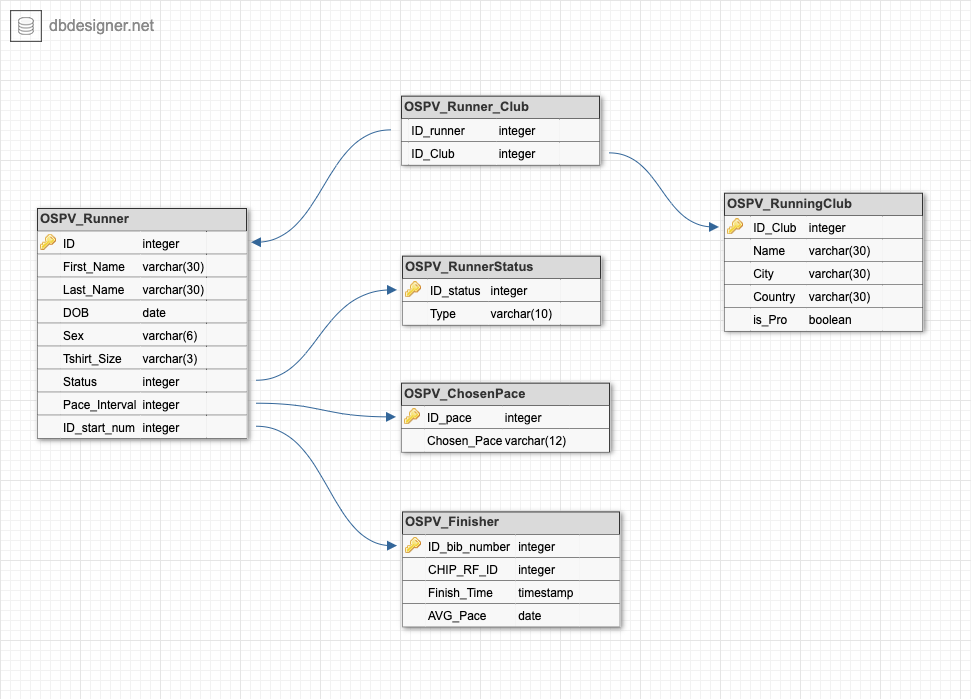 dbdesigner.net
OSPV_Runner_Club
ID_runner integer
ID_Club integer
OSPV_RunningClub
ID_Club integer
Name varchar(30)
City varchar(30)
Country varchar(30)
is_Pro boolean
OSPV_Runner
ID integer
First_Name varchar(30)
Last_Name varchar(30)
DOB date
Sex varchar(6)
Tshirt_Size varchar(3)
Status integer
Pace_Interval integer
ID_start_num integer
OSPV_RunnerStatus
ID_status integer
Type varchar(10)
OSPV_ChosenPace
ID_pace integer
Chosen_Pace varchar(12)
OSPV_Finisher
ID_bib_number integer
CHIP_RF_ID integer
Finish_Time timestamp
AVG_Pace date